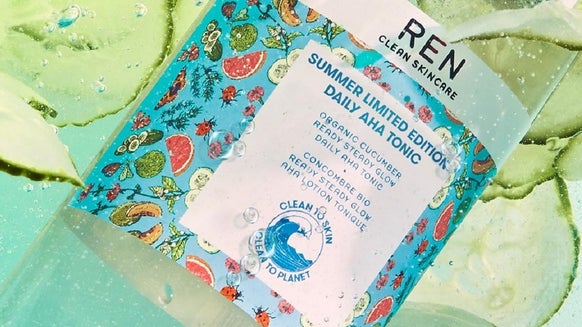 REN
CLEAN SKINCARE
SUMMER LIMITED EDITION
DAILY AHA TONIC
ORGANIC CUCUMBER
READY STEADY GLOW
DAILY AHA TONIC
CONCOMBRE BIO
READY STEADY GLOW
AHA LOTION TONIQUE
CLEAN TO SKIN
CLEAN TO PLANET